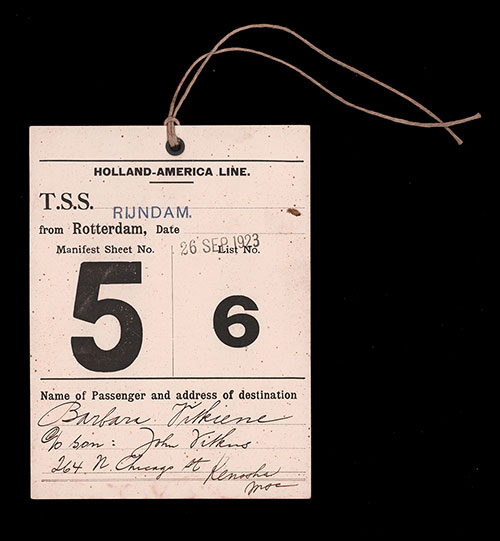 HOLLAND-AMERICA LINE.
T.S.S. RIJNDAM.
from Rotterdam, Date 26 SEP 1923
Manifest Sheet No. List No.
5 6
Name of Passenger and address of destination
Barbara Vitkiene
c/o son: John Vitkus
264 N. Chicago St Kenosha
Wisc